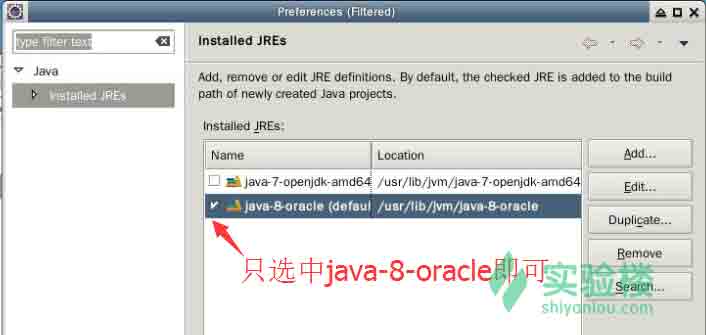 Preferences (Filtered)
type filter text
Java
Installed JREs
Installed JREs
Add, remove or edit JRE definitions. By default, the checked JRE is added to the build
path of newly created Java projects.
Installed JREs:
Name Location
java-7-openjdk-amd64 /usr/lib/jvm/java-7-openjdk-amd64
java-8-oracle (defaul /usr/lib/jvm/java-8-oracle
Add...
Edit...
Duplicate...
Remove
Search...
只选中java-8-oracle即可
实验楼
shiyanlou.com